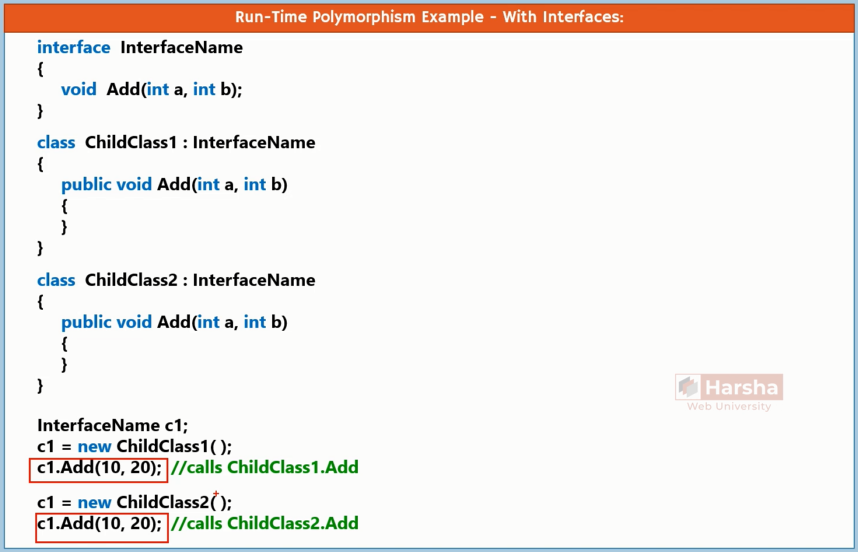 Run-Time Polymorphism Example - With Interfaces:
interface InterfaceName
{
void Add(int a, int b);
}
class ChildClass1 : InterfaceName
{
public void Add(int a, int b)
{
}
}
class ChildClass2 : InterfaceName
{
public void Add(int a, int b)
{
}
}
Harsha
Web University
InterfaceName c1;
c1 = new ChildClass1( );
c1.Add(10, 20); //calls ChildClass1.Add
c1 = new ChildClass2( );
c1.Add(10, 20); //calls ChildClass2.Add